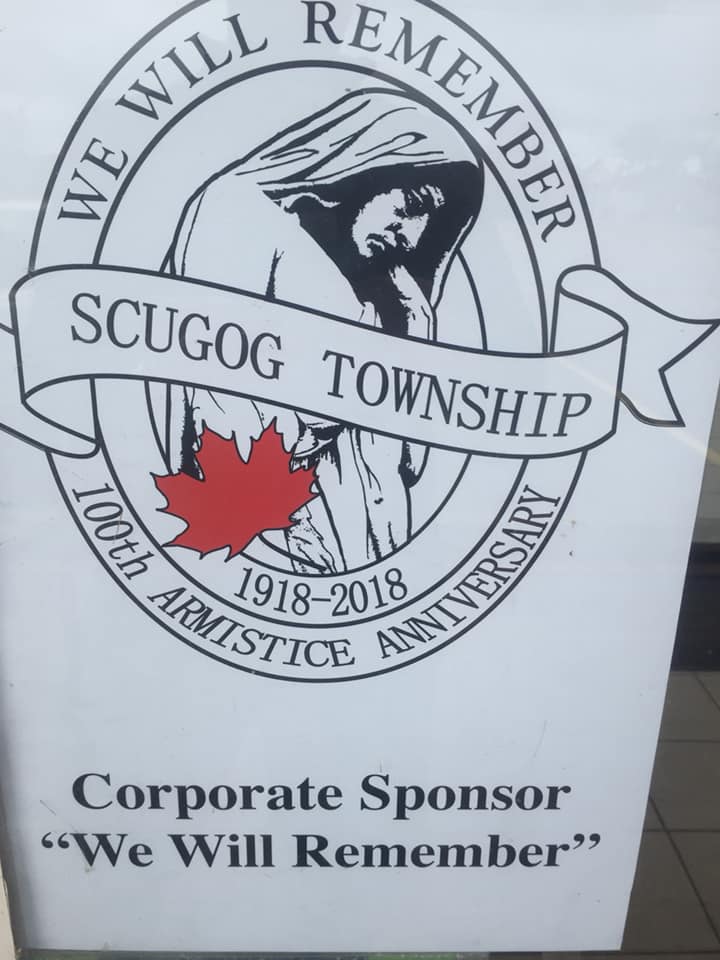 WE WILL REMEMBER
SCUGOG TOWNSHIP
1918-2018
100th ARMISTICE ANNIVERSARY
Corporate Sponsor
“We Will Remember”